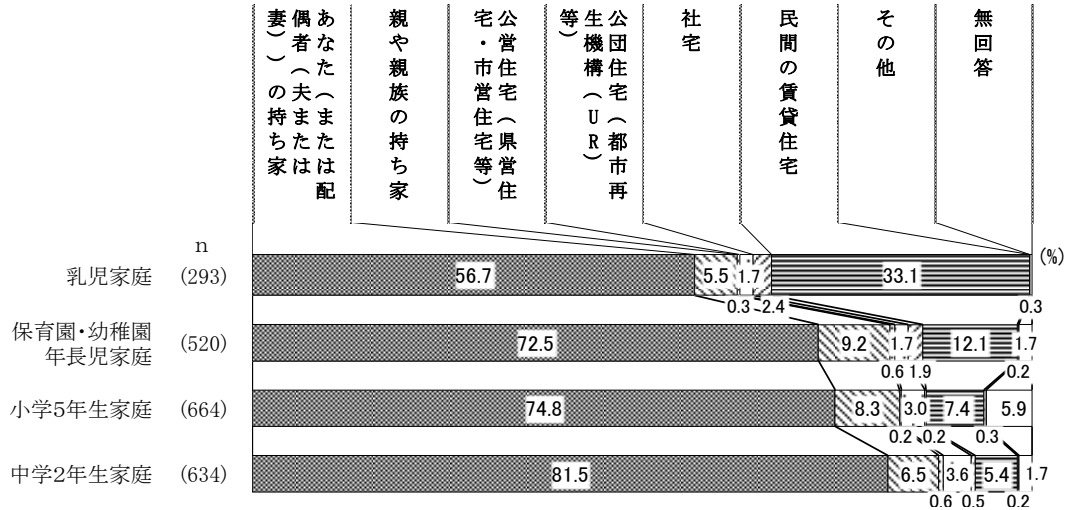 あなた（または配
偶者（夫または
妻））の持ち家
親や親族の持ち家
公営住宅（県営住
宅・市営住宅等）
公団住宅（都市再
生機構（UR）
等）
社宅
民間の賃貸住宅
その他
無回答
n
(%)
乳児家庭 (293) 56.7 5.5 1.7 33.1
0.3 2.4 0.3
保育園・幼稚園
年長児家庭
(520) 72.5 9.2 1.7 12.1 1.7
0.6 1.9 0.2
小学5年生家庭 (664) 74.8 8.3 3.0 7.4 5.9
0.2 0.2 0.3
中学2年生家庭 (634) 81.5 6.5 3.6 5.4 1.7
0.6 0.5 0.2